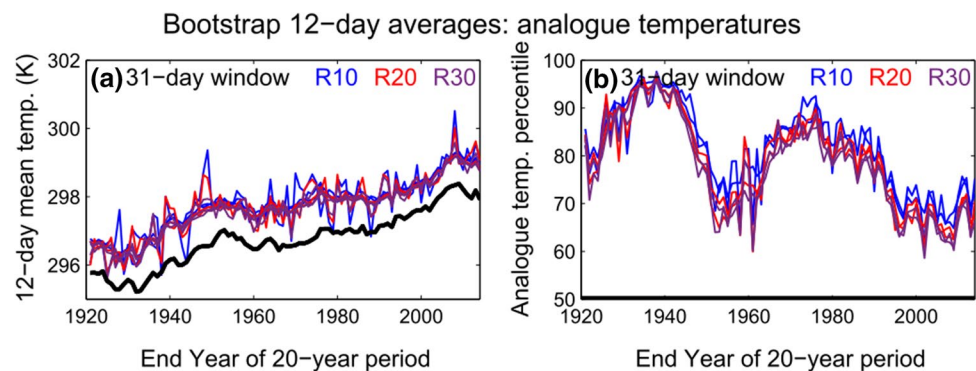 Bootstrap 12−day averages: analogue temperatures
12−day mean temp. (K)
302
300
298
296
(a) 31−day window R10 R20 R30
1920 1940 1960 1980 2000
End Year of 20−year period
Analogue temp. percentile
100
90
80
70
60
50
(b) 31−day window R10 R20 R30
1920 1940 1960 1980 2000
End Year of 20−year period